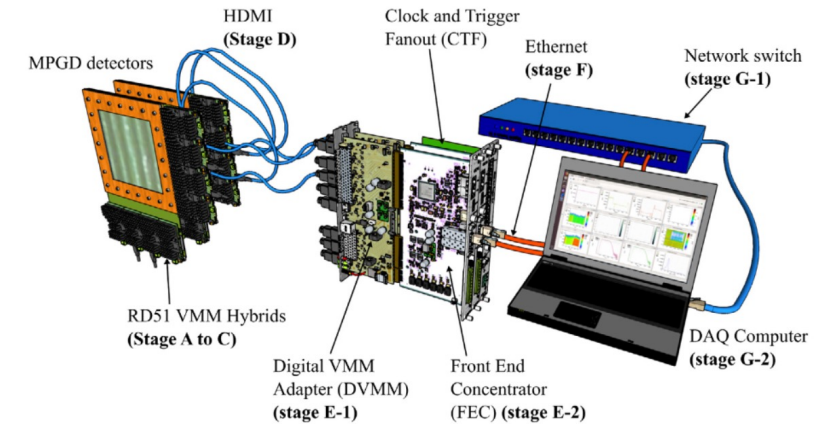 HDMI
(Stage D)
Clock and Trigger
Fanout (CTF)
Ethernet
(stage F)
Network switch
(stage G-1)
MPGD detectors
RD51 VMM Hybrids
(Stage A to C)
Digital VMM
Adapter (DVMM)
(stage E-1)
Front End
Concentrator
(FEC) (stage E-2)
DAQ Computer
(stage G-2)